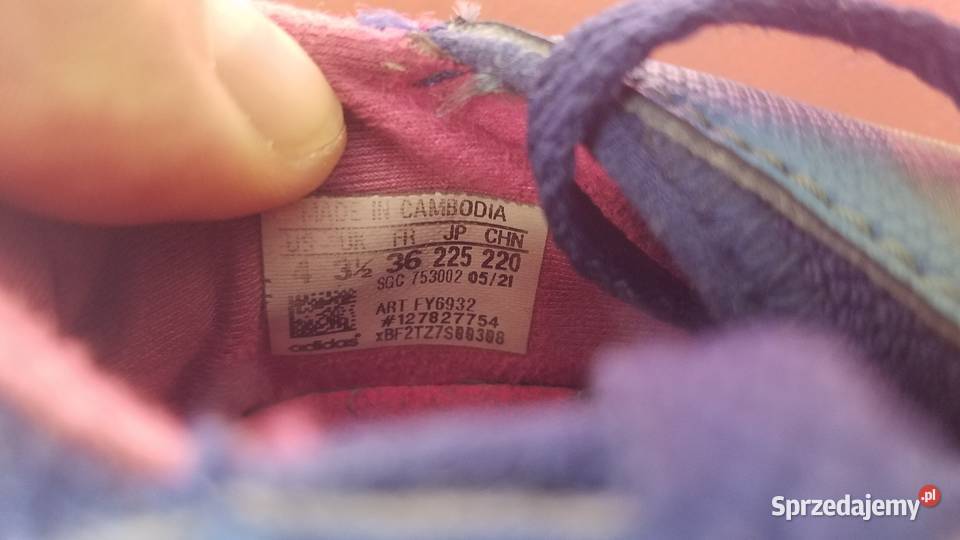 MADE IN CAMBODIA
US UK FR JP CHN
4 3½ 36 225 220
SGC 753002 05/21
ART FY6932
#127827754
adidas
Sprzedajemy.pl